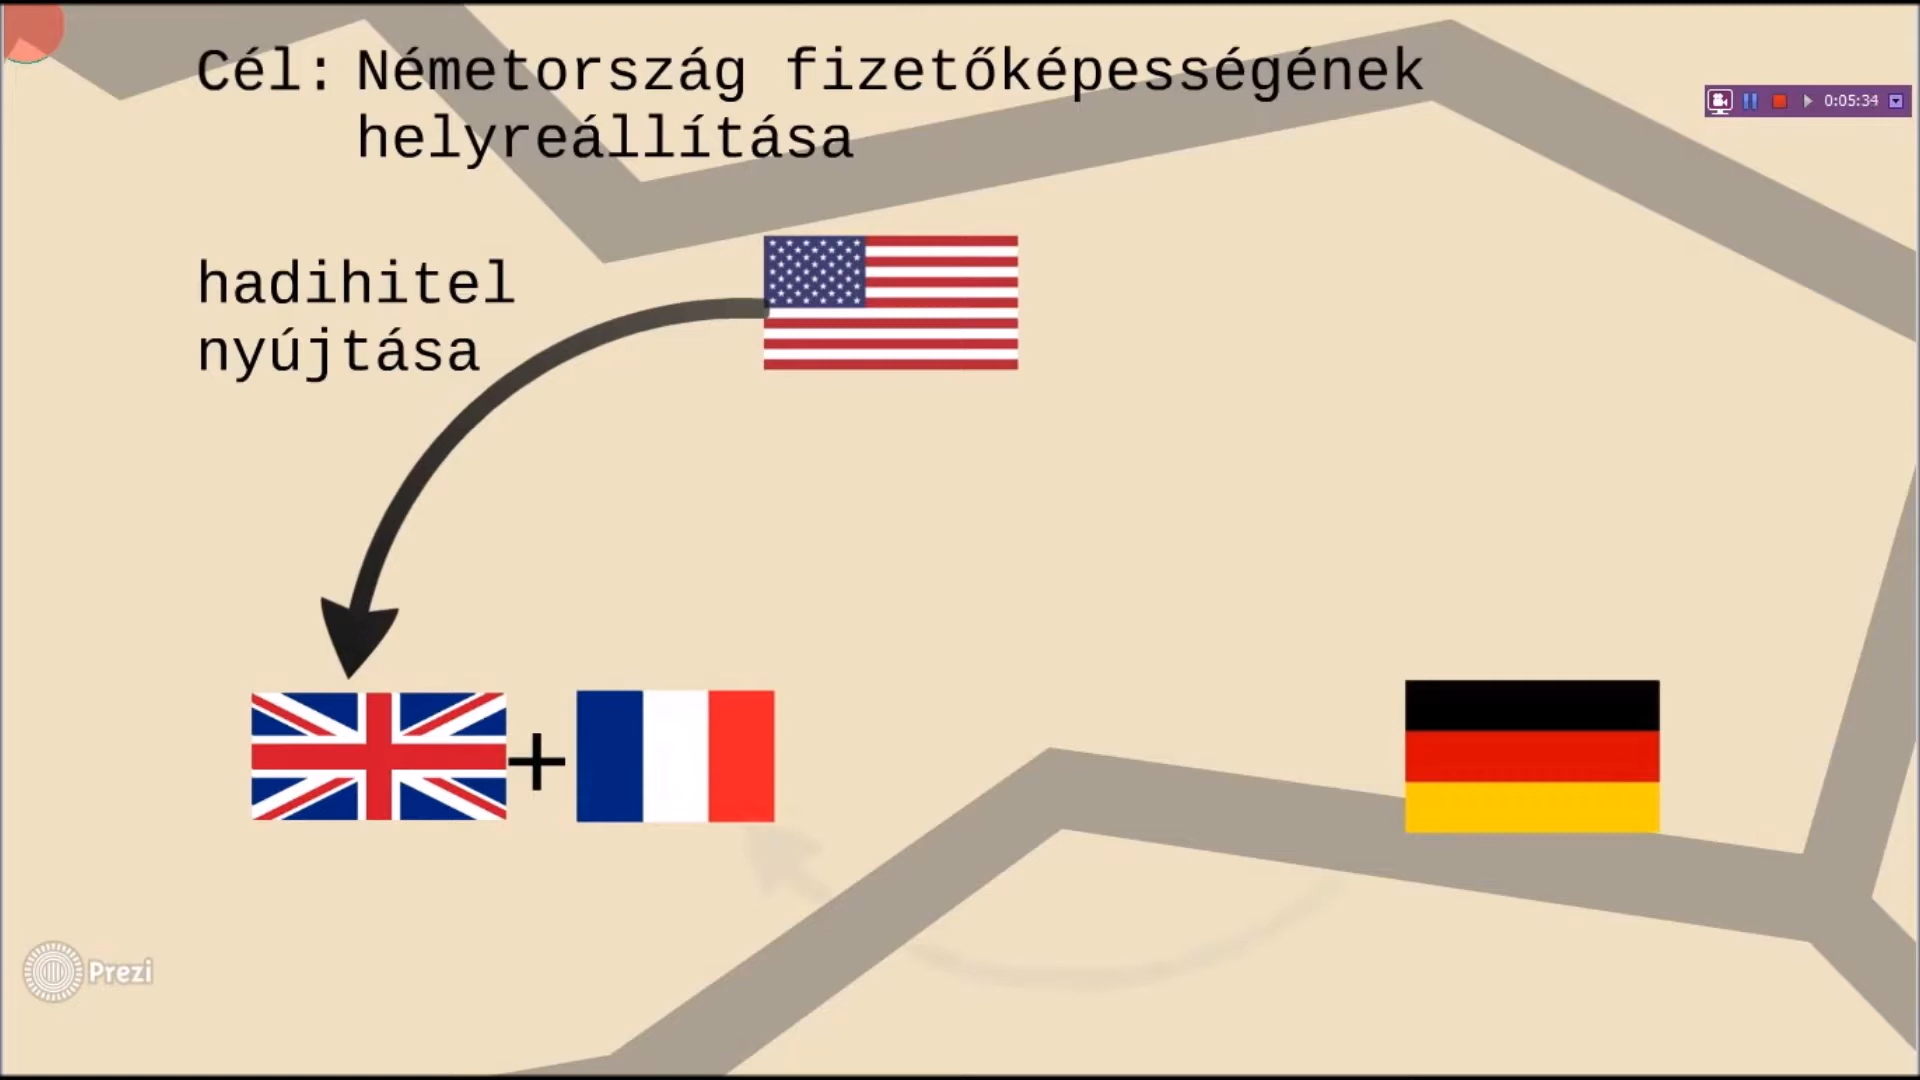 Cél: Németország fizetőképességének
helyreállítása
0:05:34
hadihitel
nyújtása
+
Prezi